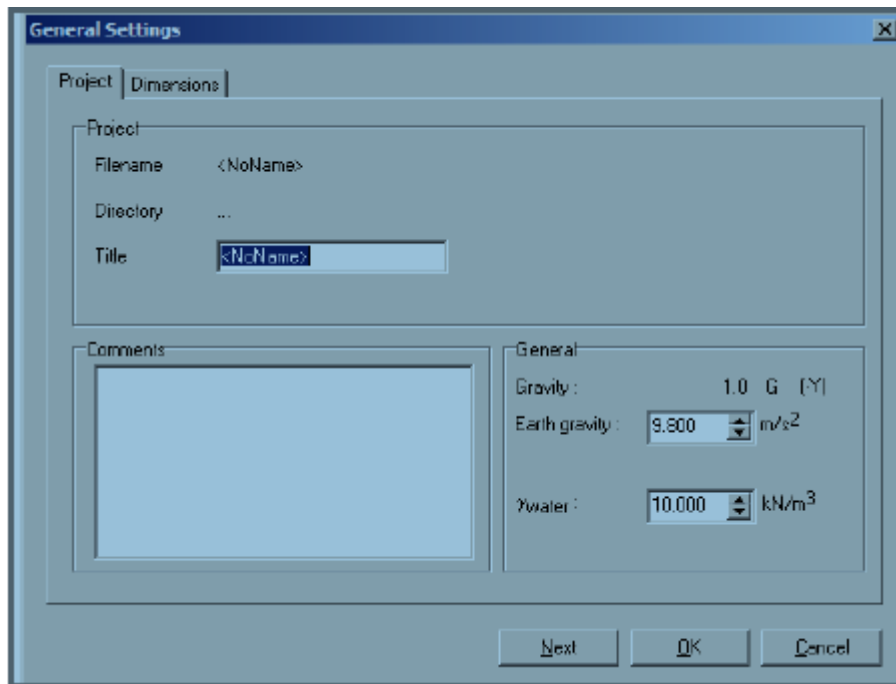 General Settings
Project Dimensions
Project
Filename <NoName>
Directory ...
Title <NoName>
Comments
General
Gravity : 1.0 G (-Y)
Earth gravity : 9.800 m/s²
γwater : 10.000 kN/m³
Next OK Cancel